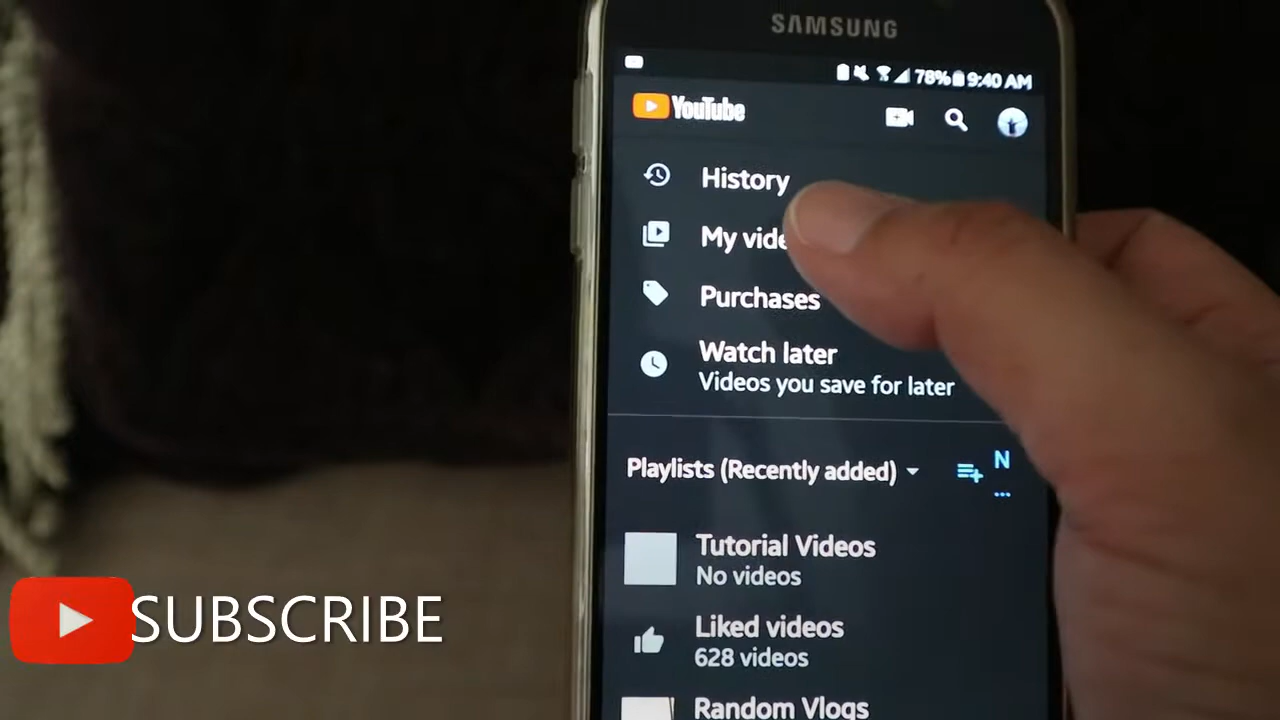 SAMSUNG
78% 9:40 AM
YouTube
History
My vide
Purchases
Watch later
Videos you save for later
Playlists (Recently added)
N
...
Tutorial Videos
No videos
Liked videos
628 videos
Random Vlogs
SUBSCRIBE